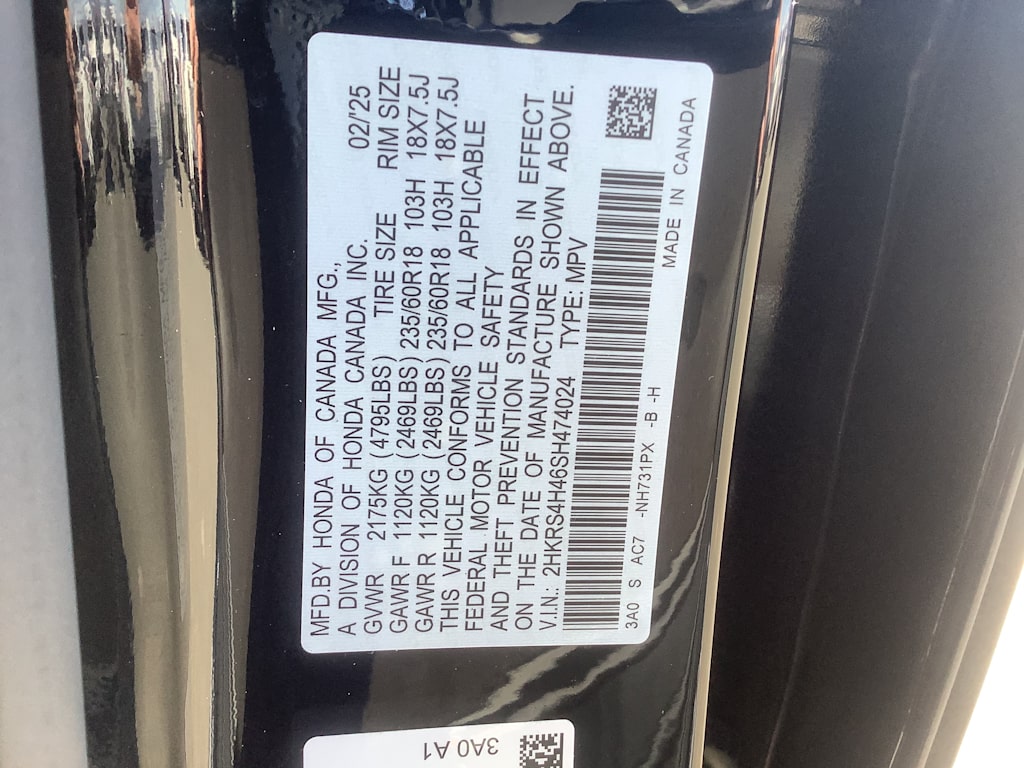 MFD.BY HONDA OF CANADA MFG., 02/'25
A DIVISION OF HONDA CANADA INC.
GVWR 2175KG (4795LBS) TIRE SIZE RIM SIZE
GAWR F 1120KG (2469LBS) 235/60R18 103H 18X7.5J
GAWR R 1120KG (2469LBS) 235/60R18 103H 18X7.5J
THIS VEHICLE CONFORMS TO ALL APPLICABLE
FEDERAL MOTOR VEHICLE SAFETY
AND THEFT PREVENTION STANDARDS IN EFFECT
ON THE DATE OF MANUFACTURE SHOWN ABOVE.
V.I.N.: 2HKRS4H46SH474024 TYPE: MPV
3A0 S AC7 -NH731PX -B -H
MADE IN CANADA
3A0 A1